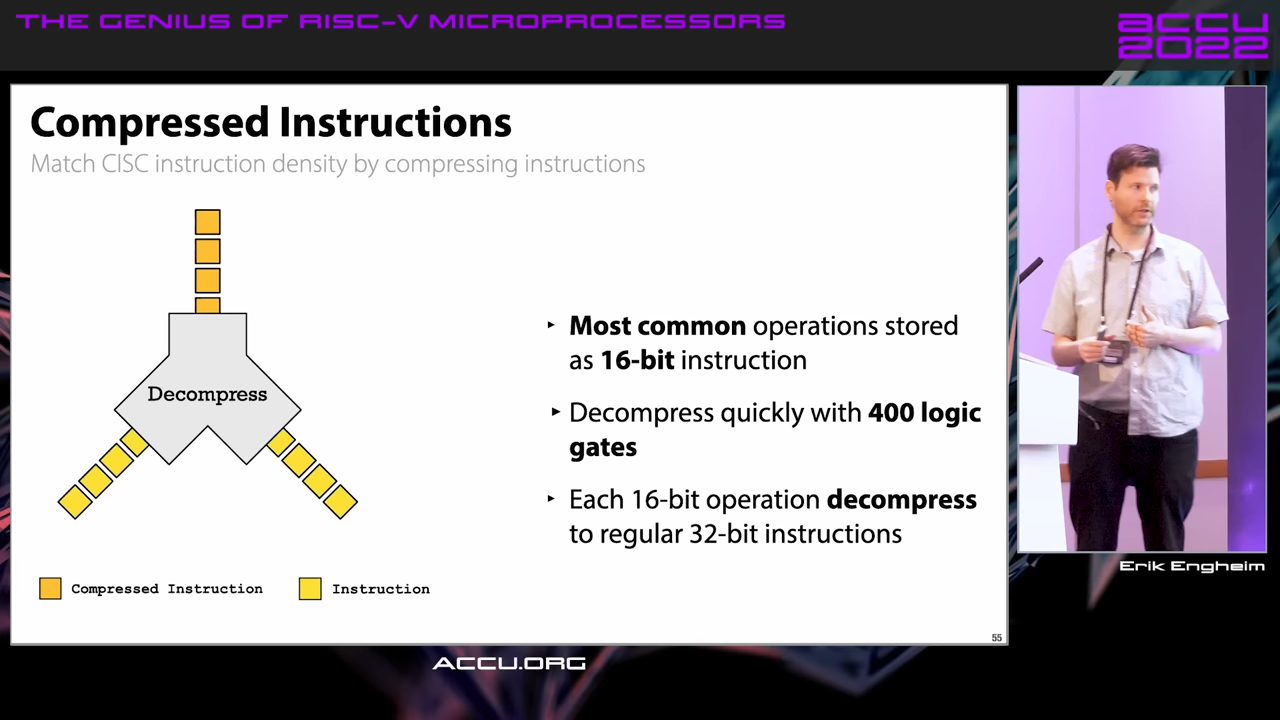 THE GENIUS OF RISC-V MICROPROCESSORS
ACCU
2022
Compressed Instructions
Match CISC instruction density by compressing instructions
Decompress
‣ Most common operations stored
as 16-bit instruction
‣ Decompress quickly with 400 logic
gates
‣ Each 16-bit operation decompress
to regular 32-bit instructions
Compressed Instruction
Instruction
55
Erik Engheim
ACCU.ORG